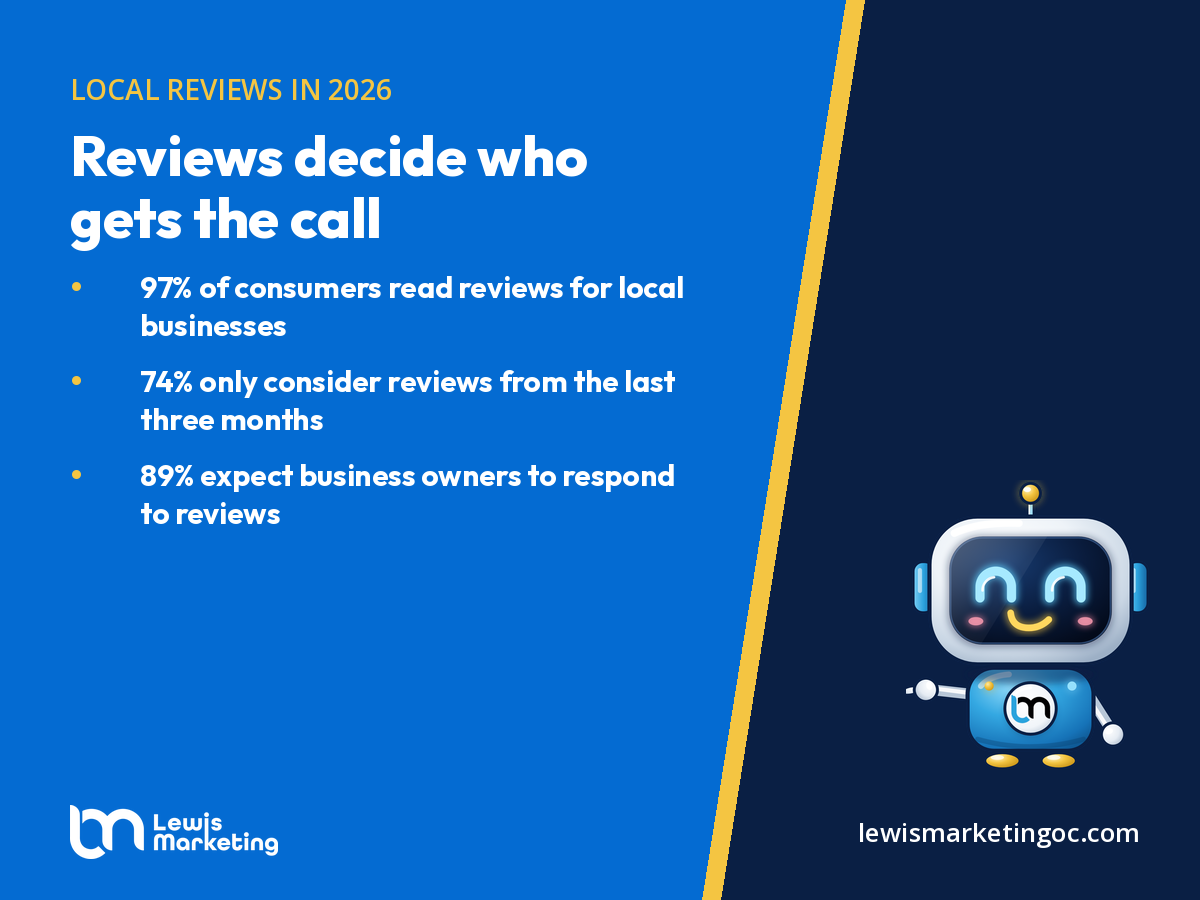 LOCAL REVIEWS IN 2026
Reviews decide who
gets the call
• 97% of consumers read reviews for local
businesses
• 74% only consider reviews from the last
three months
• 89% expect business owners to respond
to reviews
bm
lm Lewis
Marketing
lewismarketingoc.com